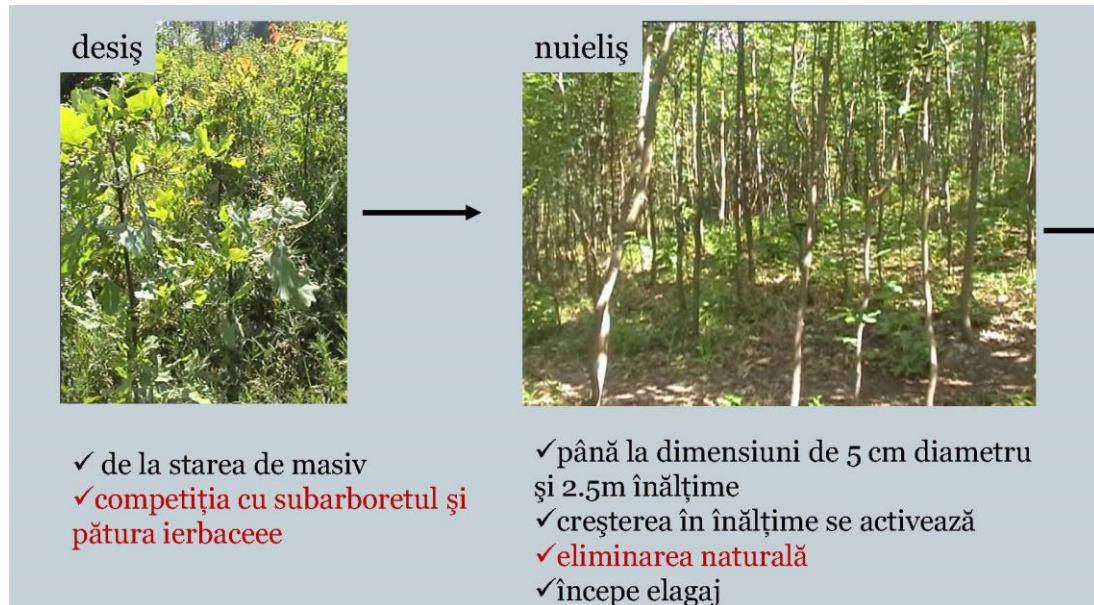 desiş
nuieliş
✓ de la starea de masiv
✓competiția cu subarboretul şi
pătura ierbaceee
✓până la dimensiuni de 5 cm diametru
şi 2.5m înălțime
✓creşterea în înălțime se activează
✓eliminarea naturală
✓începe elagaj